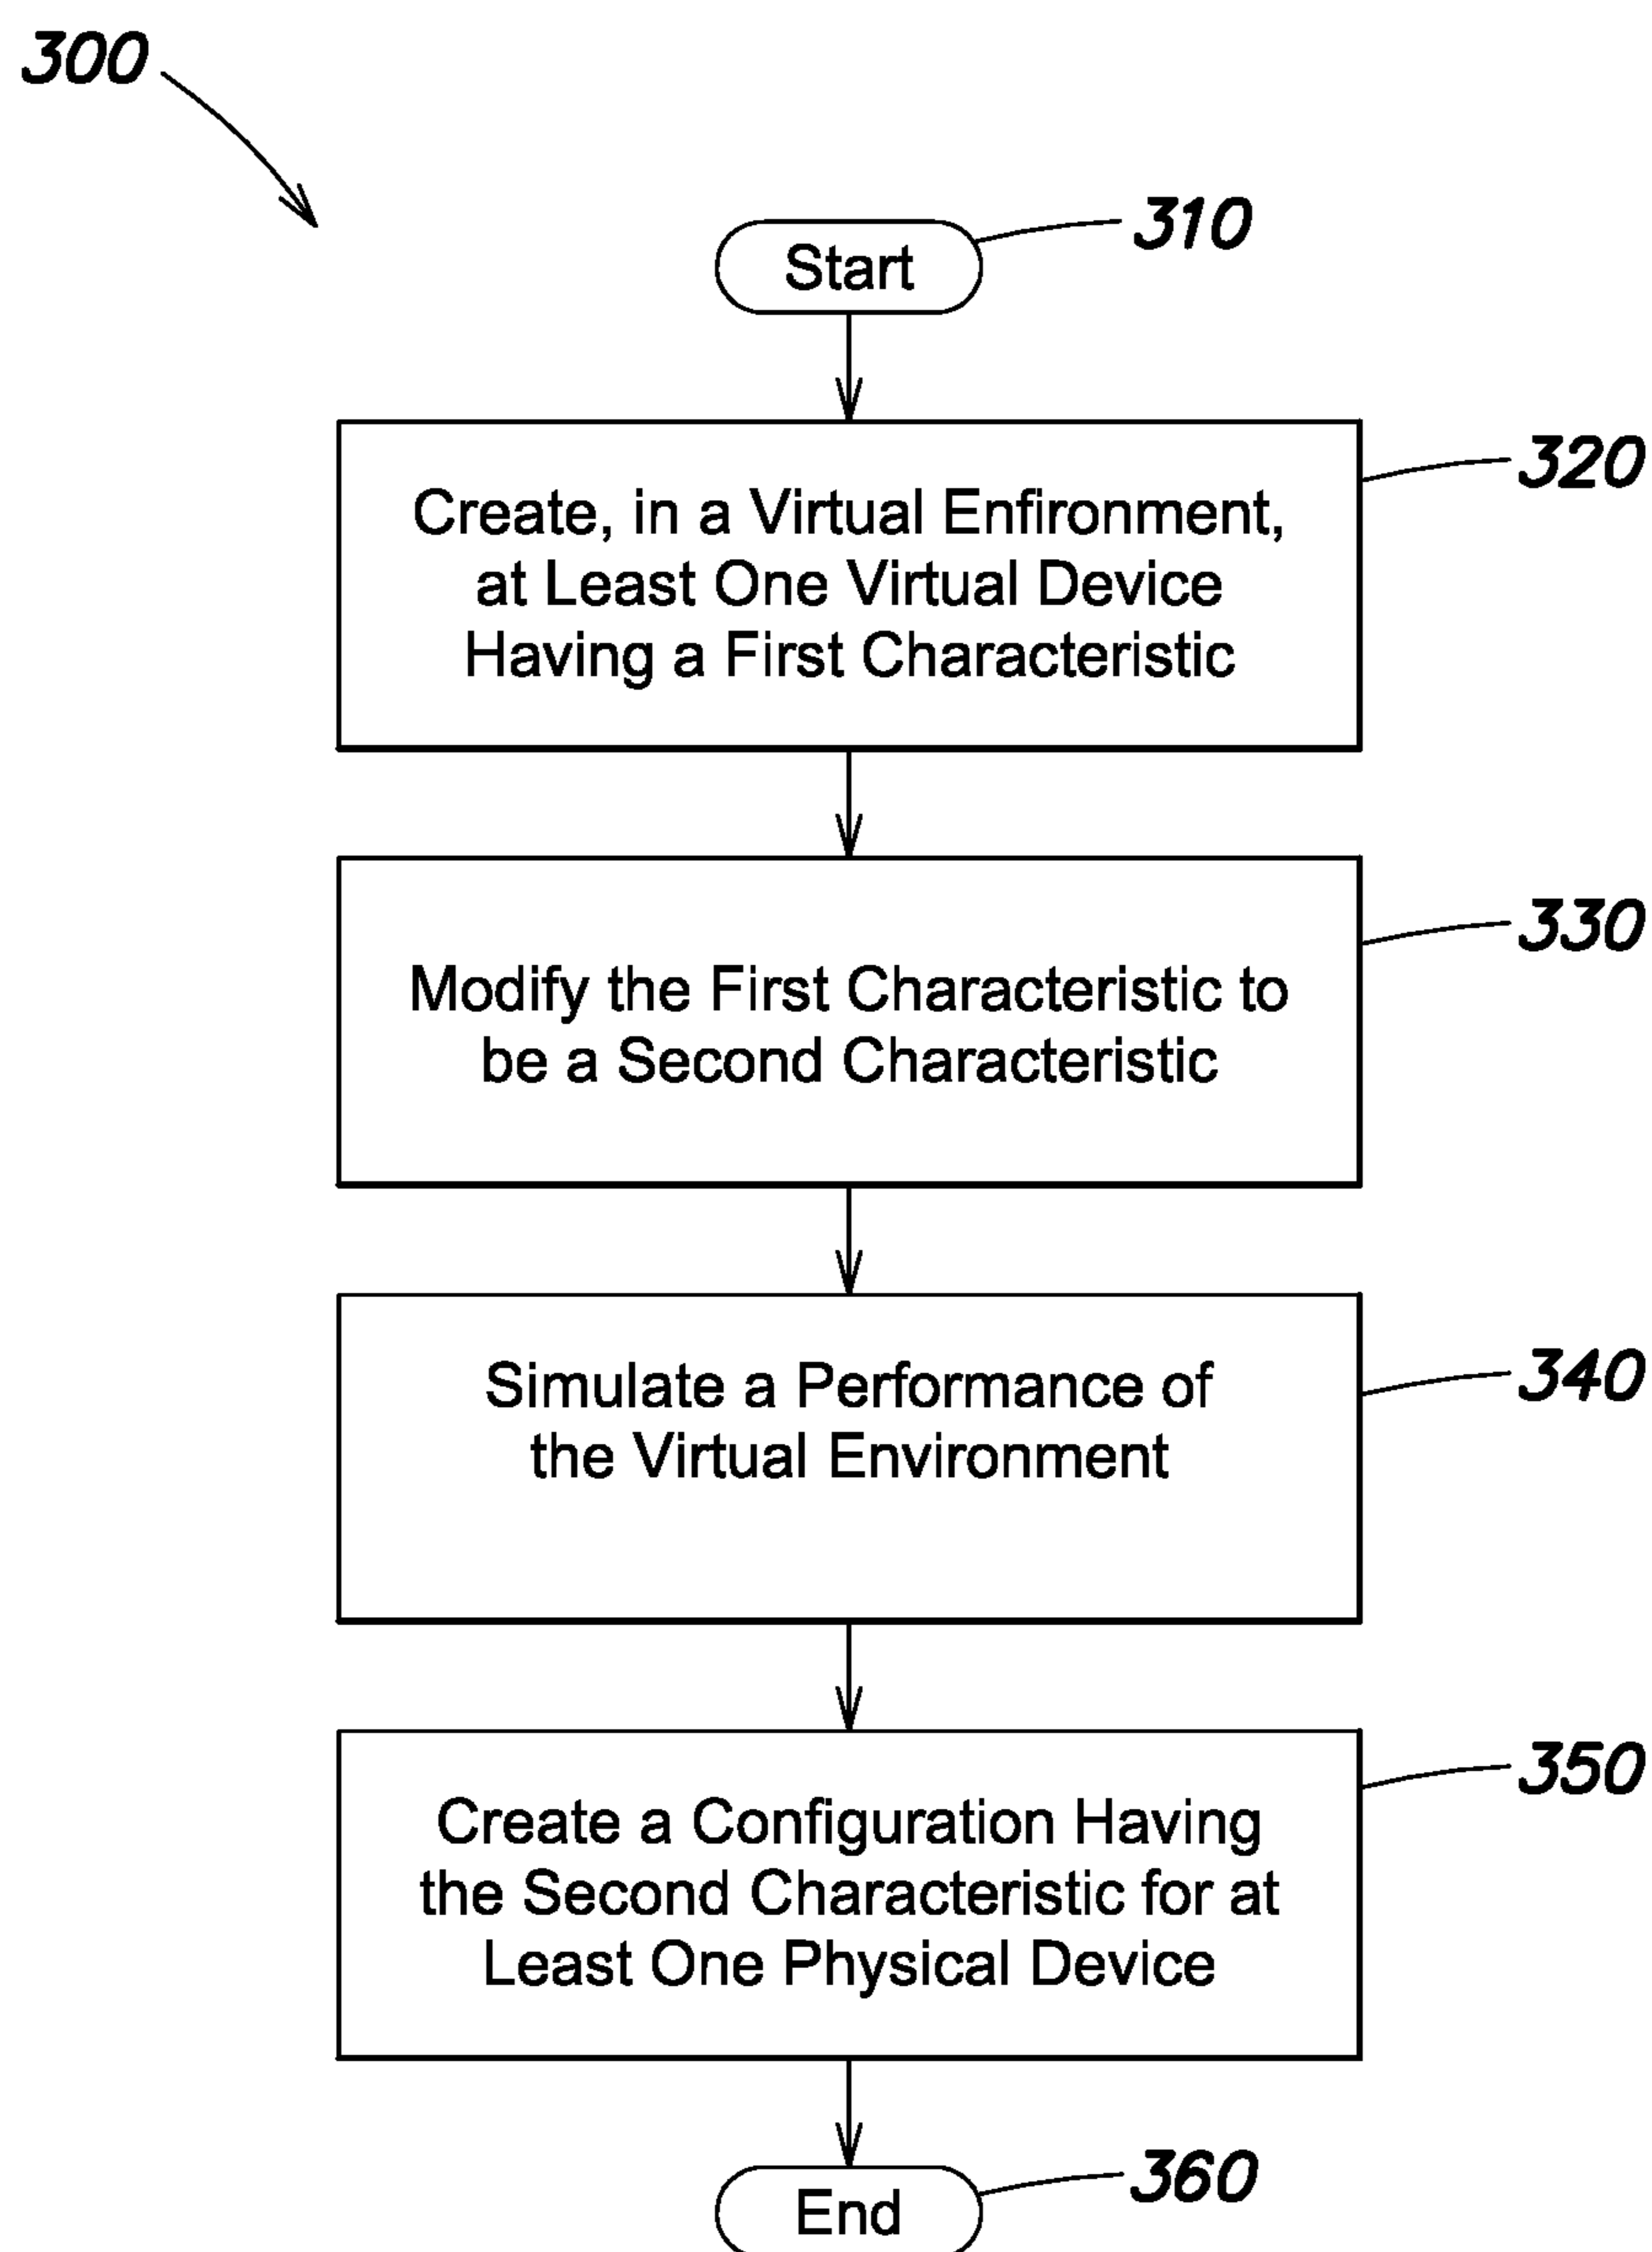 300
310
Start
320
Create, in a Virtual Enfironment,
at Least One Virtual Device
Having a First Characteristic
330
Modify the First Characteristic to
be a Second Characteristic
340
Simulate a Performance of
the Virtual Environment
350
Create a Configuration Having
the Second Characteristic for at
Least One Physical Device
360
End